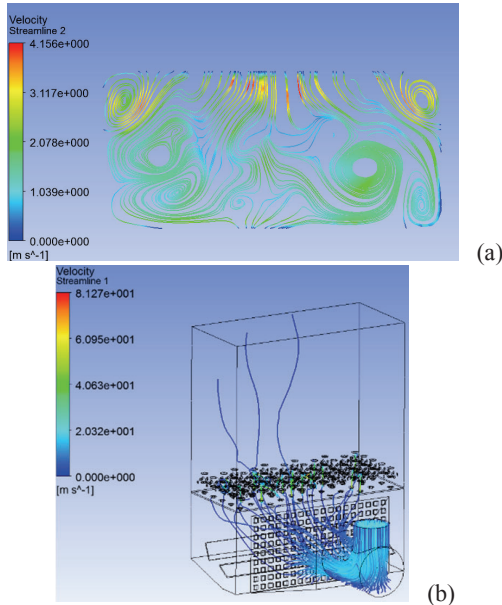 Velocity
Streamline 2
4.156e+000
3.117e+000
2.078e+000
1.039e+000
0.000e+000
[m s^-1]
(a)
Velocity
Streamline 1
8.127e+001
6.095e+001
4.063e+001
2.032e+001
0.000e+000
[m s^-1]
(b)